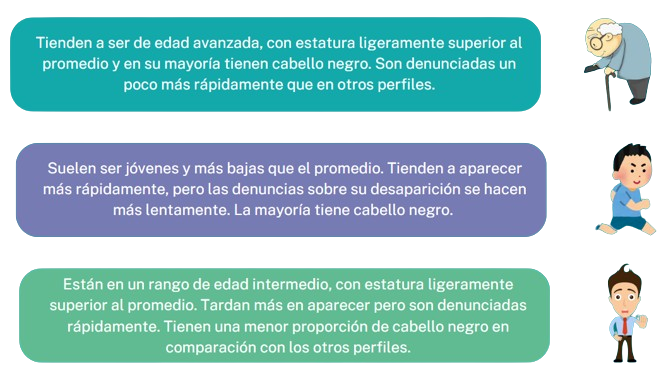 Tienden a ser de edad avanzada, con estatura ligeramente superior al
promedio y en su mayoría tienen cabello negro. Son denunciadas un
poco más rápidamente que en otros perfiles.
Suelen ser jóvenes y más bajas que el promedio. Tienden a aparecer
más rápidamente, pero las denuncias sobre su desaparición se hacen
más lentamente. La mayoría tiene cabello negro.
Están en un rango de edad intermedio, con estatura ligeramente
superior al promedio. Tardan más en aparecer pero son denunciadas
rápidamente. Tienen una menor proporción de cabello negro en
comparación con los otros perfiles.